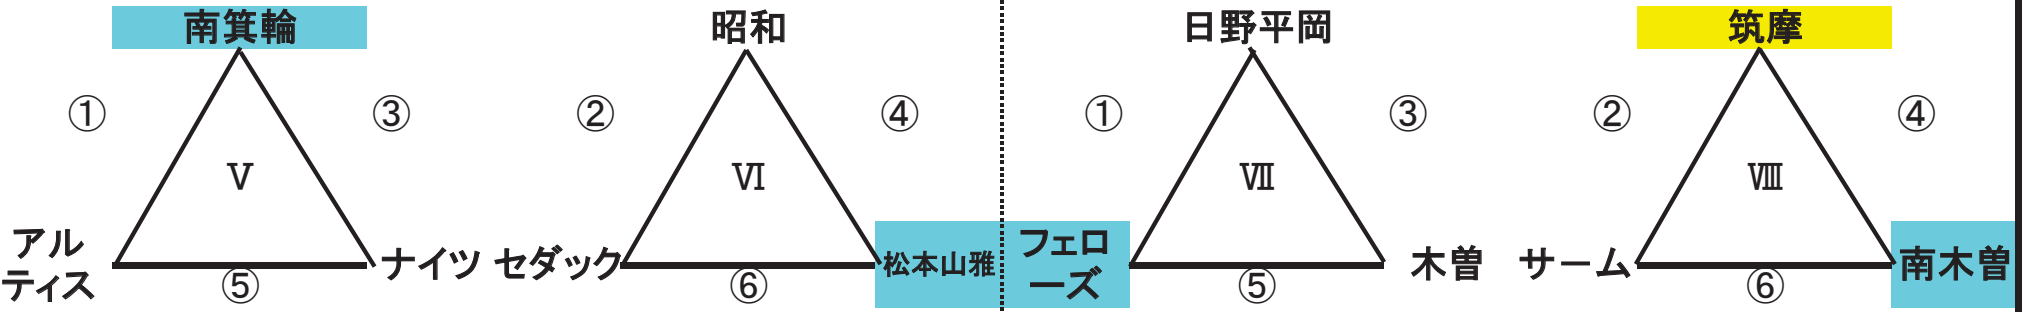 南箕輪
昭和
日野平岡
筑摩
①
③
②
④
①
③
②
④
Ⅴ
Ⅵ
Ⅶ
Ⅷ
アル
ティス
ナイツ
セダック
松本山雅
フェロ
ーズ
木曽
サーム
南木曽
⑤
⑥
⑤
⑥